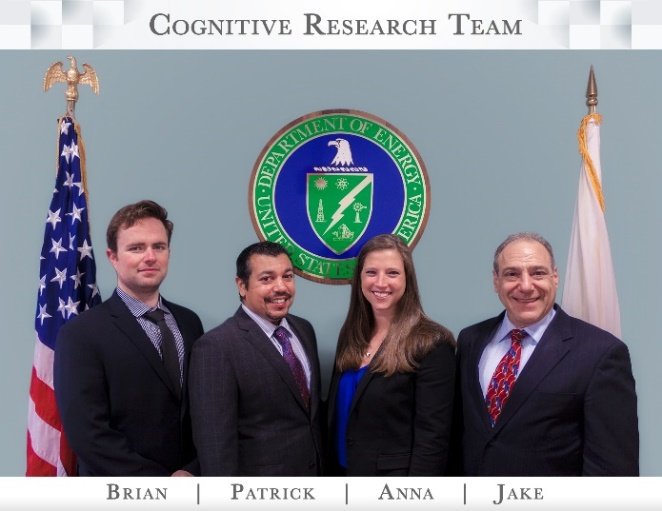 COGNITIVE RESEARCH TEAM
· DEPARTMENT OF ENERGY ·
UNITED STATES OF AMERICA
BRIAN | PATRICK | ANNA | JAKE